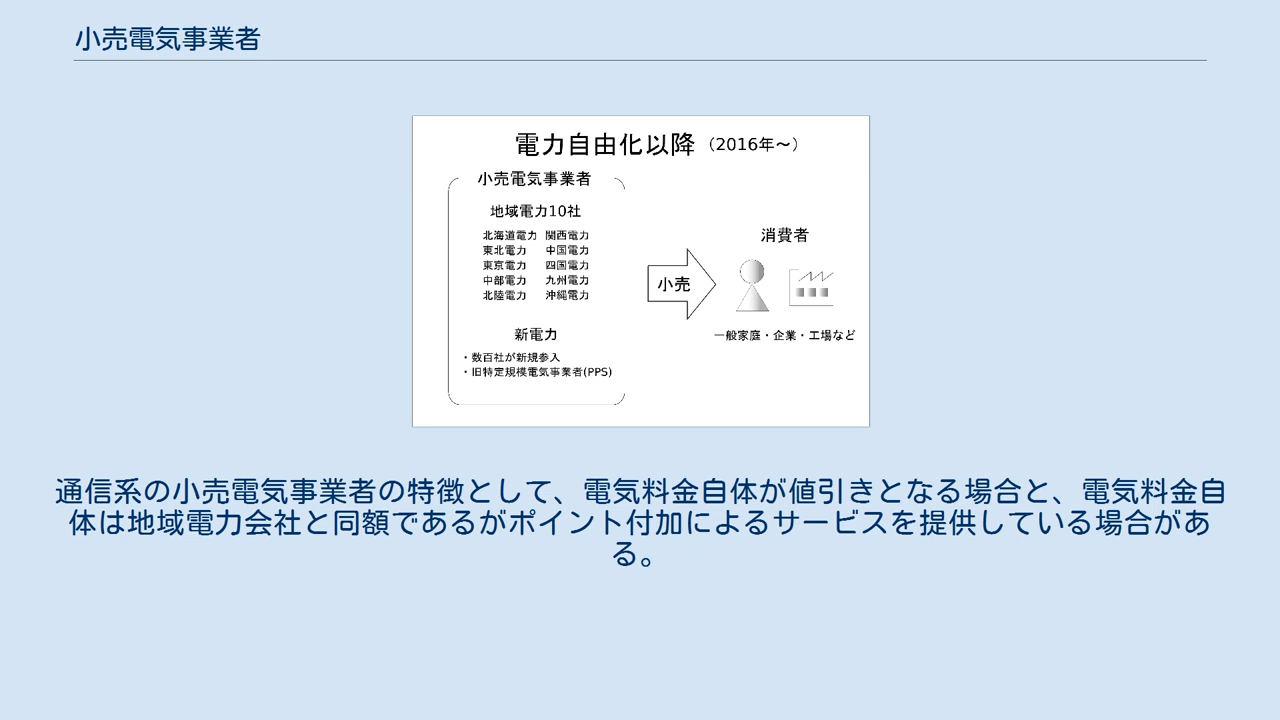 小売電気事業者
電力自由化以降（2016年～）
小売電気事業者
地域電力10社
北海道電力 関西電力
東北電力 中国電力
東京電力 四国電力
中部電力 九州電力
北陸電力 沖縄電力
新電力
・数百社が新規参入
・旧特定規模電気事業者(PPS)
小売
消費者
一般家庭・企業・工場など
通信系の小売電気事業者の特徴として、電気料金自体が値引きとなる場合と、電気料金自
体は地域電力会社と同額であるがポイント付加によるサービスを提供している場合があ
る。